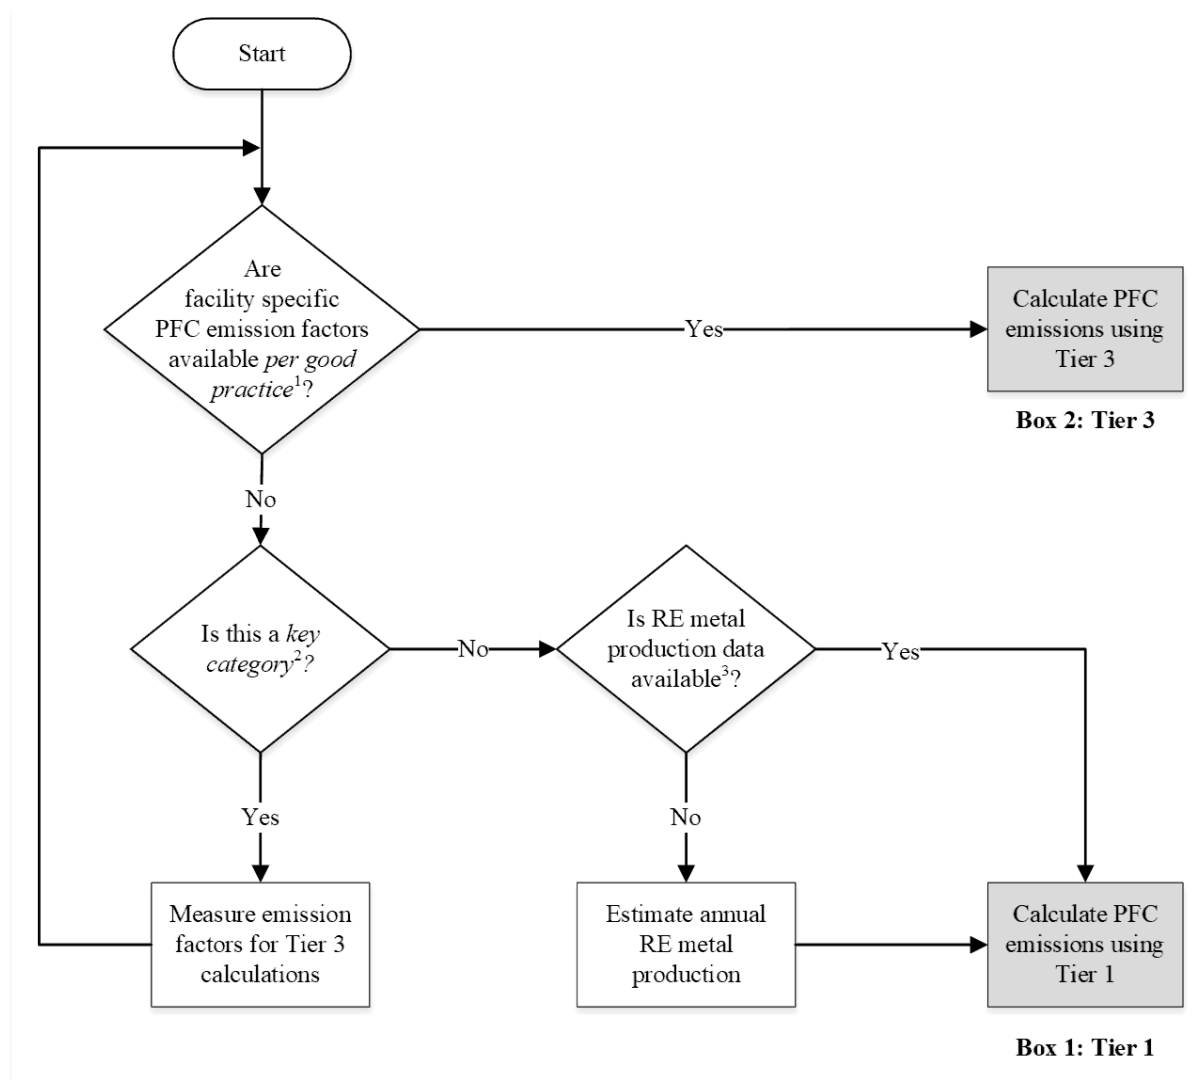 Start
Are
facility specific
PFC emission factors
available per good
practice¹?
Yes
Calculate PFC
emissions using
Tier 3
Box 2: Tier 3
No
Is this a key
category²?
No
Is RE metal
production data
available³?
Yes
Yes
No
Measure emission
factors for Tier 3
calculations
Estimate annual
RE metal
production
Calculate PFC
emissions using
Tier 1
Box 1: Tier 1